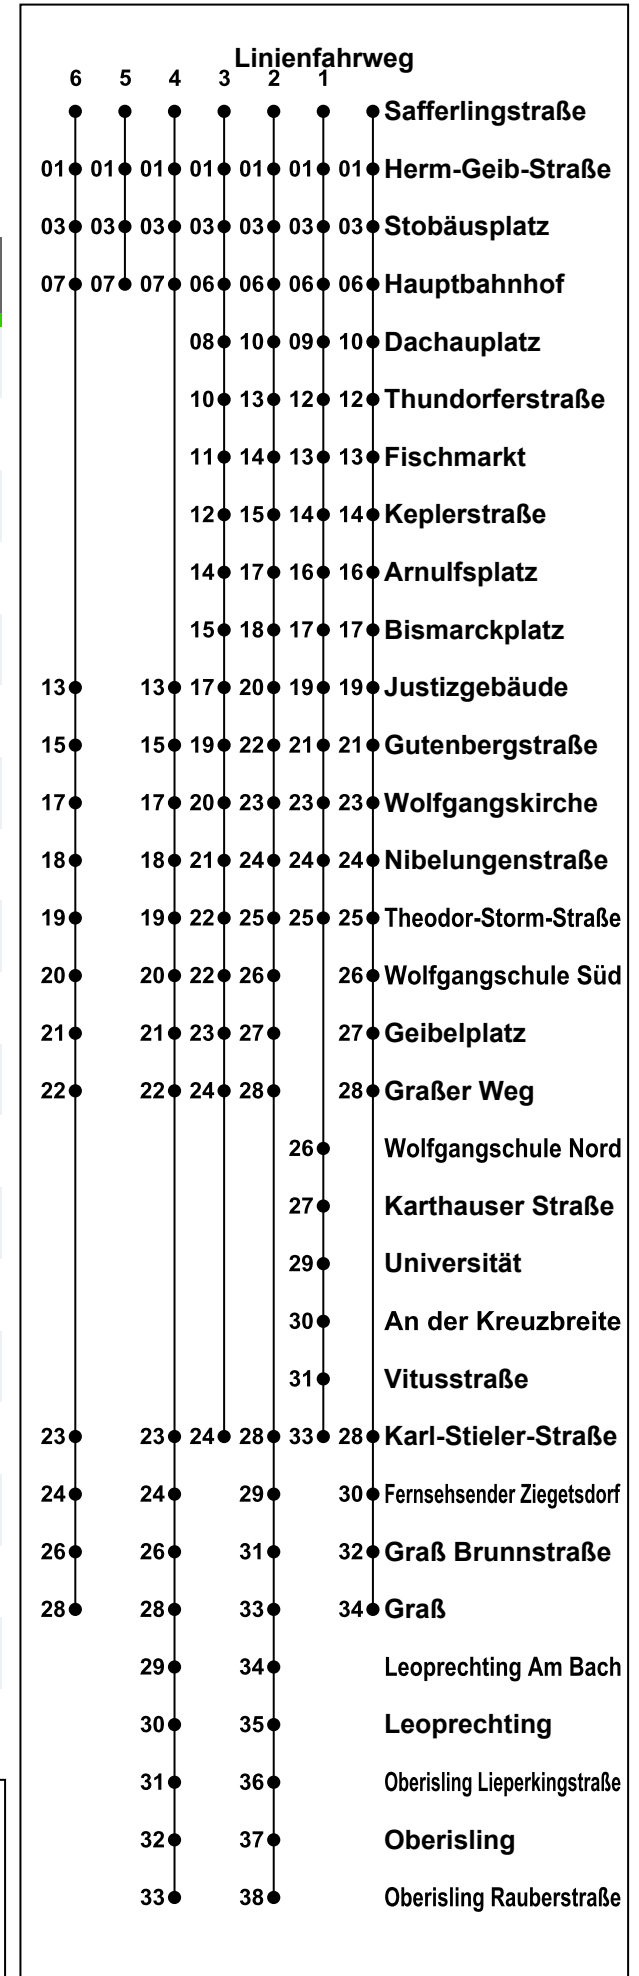 Linienfahrweg
6 5 4 3 2 1
Safferlingstraße
01 01 01 01 01 01 01 Herm-Geib-Straße
03 03 03 03 03 03 03 Stobäusplatz
07 07 07 06 06 06 06 Hauptbahnhof
08 10 09 10 Dachauplatz
10 13 12 12 Thundorferstraße
11 14 13 13 Fischmarkt
12 15 14 14 Keplerstraße
14 17 16 16 Arnulfsplatz
15 18 17 17 Bismarckplatz
13 13 17 20 19 19 Justizgebäude
15 15 19 22 21 21 Gutenbergstraße
17 17 20 23 23 23 Wolfgangskirche
18 18 21 24 24 24 Nibelungenstraße
19 19 22 25 25 25 Theodor-Storm-Straße
20 20 22 26 26 Wolfgangschule Süd
21 21 23 27 27 Geibelplatz
22 22 24 28 28 Graßer Weg
26 Wolfgangschule Nord
27 Karthauser Straße
29 Universität
30 An der Kreuzbreite
31 Vitusstraße
23 23 24 28 33 28 Karl-Stieler-Straße
24 24 29 30 Fernsehsender Ziegetsdorf
26 26 31 32 Graß Brunnstraße
28 28 33 34 Graß
29 34 Leoprechting Am Bach
30 35 Leoprechting
31 36 Oberisling Lieperkingstraße
32 37 Oberisling
33 38 Oberisling Rauberstraße